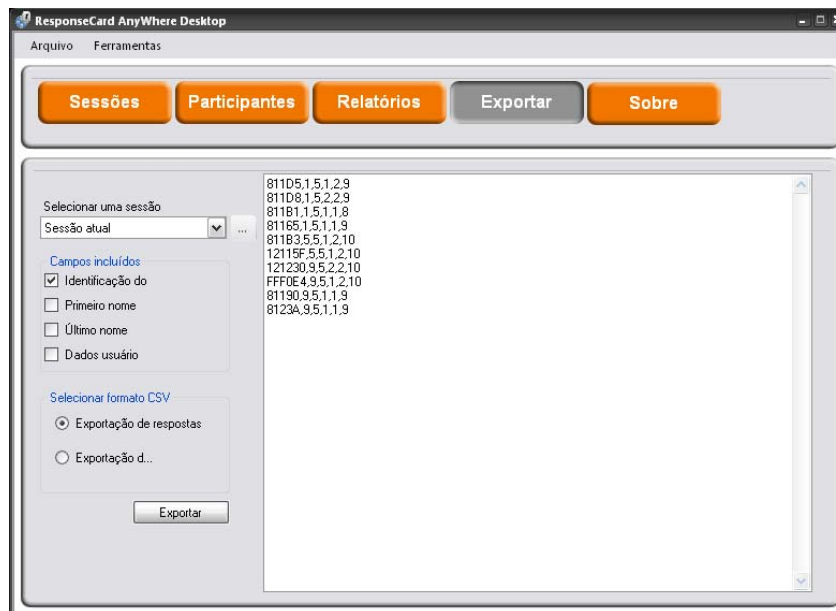 ResponseCard AnyWhere Desktop
Arquivo Ferramentas
Sessões Participantes Relatórios Exportar Sobre
Selecionar uma sessão
Sessão atual
...
Campos incluídos
Identificação do
Primeiro nome
Último nome
Dados usuário
Selecionar formato CSV
Exportação de respostas
Exportação d...
Exportar
811D5,1,5,1,2,9
811D8,1,5,2,2,9
811B1,1,5,1,1,8
81165,1,5,1,1,9
811B3,5,5,1,2,10
12115F,5,5,1,2,10
121230,9,5,2,2,10
FFF0E4,9,5,1,2,10
81190,9,5,1,1,9
8123A,9,5,1,1,9